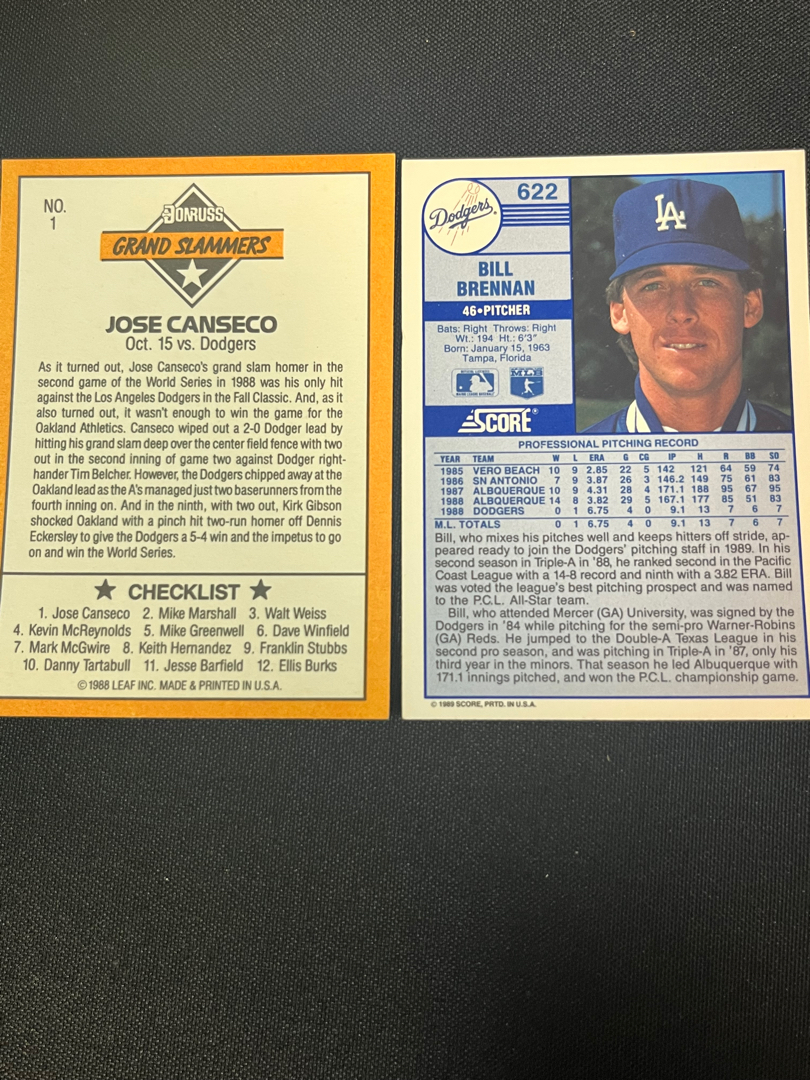 NO.
1
DONRUSS
GRAND SLAMMERS
JOSE CANSECO
Oct. 15 vs. Dodgers
As it turned out, Jose Canseco's grand slam homer in the
second game of the World Series in 1988 was his only hit
against the Los Angeles Dodgers in the Fall Classic. And, as it
also turned out, it wasn't enough to win the game for the
Oakland Athletics. Canseco wiped out a 2-0 Dodger lead by
hitting his grand slam deep over the center field fence with two
out in the second inning of game two against Dodger right-
hander Tim Belcher. However, the Dodgers chipped away at the
Oakland lead as the A's managed just two baserunners from the
fourth inning on. And in the ninth, with two out, Kirk Gibson
shocked Oakland with a pinch hit two-run homer off Dennis
Eckersley to give the Dodgers a 5-4 win and the impetus to go
on and win the World Series.
★ CHECKLIST ★
1. Jose Canseco 2. Mike Marshall 3. Walt Weiss
4. Kevin McReynolds 5. Mike Greenwell 6. Dave Winfield
7. Mark McGwire 8. Keith Hernandez 9. Franklin Stubbs
10. Danny Tartabull 11. Jesse Barfield 12. Ellis Burks
© 1988 LEAF INC. MADE & PRINTED IN U.S.A.
Dodgers
622
LA
BILL
BRENNAN
46•PITCHER
Bats: Right Throws: Right
Wt.: 194 Ht.: 6'3"
Born: January 15, 1963
Tampa, Florida
MLB
SCORE
PROFESSIONAL PITCHING RECORD
YEAR TEAM W L ERA G CG IP H R BB SO
1985 VERO BEACH 10 9 2.85 22 5 142 121 64 59 74
1986 SN ANTONIO 7 9 3.87 26 3 146.2 149 75 61 83
1987 ALBUQUERQUE 10 9 4.31 28 4 171.1 188 95 67 95
1988 ALBUQUERQUE 14 8 3.82 29 5 167.1 177 85 51 83
1988 DODGERS 0 1 6.75 4 0 9.1 13 7 6 7
M.L. TOTALS 0 1 6.75 4 0 9.1 13 7 6 7
Bill, who mixes his pitches well and keeps hitters off stride, ap-
peared ready to join the Dodgers' pitching staff in 1989. In his
second season in Triple-A in '88, he ranked second in the Pacific
Coast League with a 14-8 record and ninth with a 3.82 ERA. Bill
was voted the league's best pitching prospect and was named
to the P.C.L. All-Star team.
Bill, who attended Mercer (GA) University, was signed by the
Dodgers in '84 while pitching for the semi-pro Warner-Robins
(GA) Reds. He jumped to the Double-A Texas League in his
second pro season, and was pitching in Triple-A in '87, only his
third year in the minors. That season he led Albuquerque with
171.1 innings pitched, and won the P.C.L. championship game.
© 1989 SCORE, PRTD. IN U.S.A.